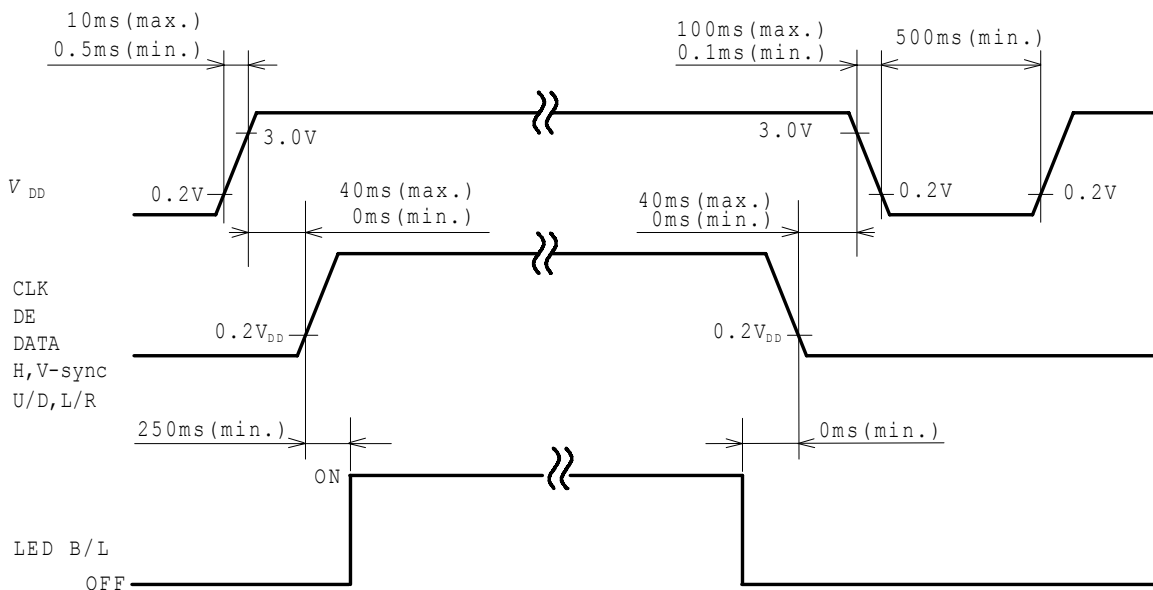 10ms(max.)
0.5ms(min.)
100ms(max.)
0.1ms(min.)
500ms(min.)
3.0V
3.0V
V DD
0.2V
0.2V
0.2V
40ms(max.)
0ms(min.)
40ms(max.)
0ms(min.)
CLK
DE
DATA
H,V-sync
U/D,L/R
0.2VDD
0.2VDD
250ms(min.)
0ms(min.)
ON
LED B/L
OFF